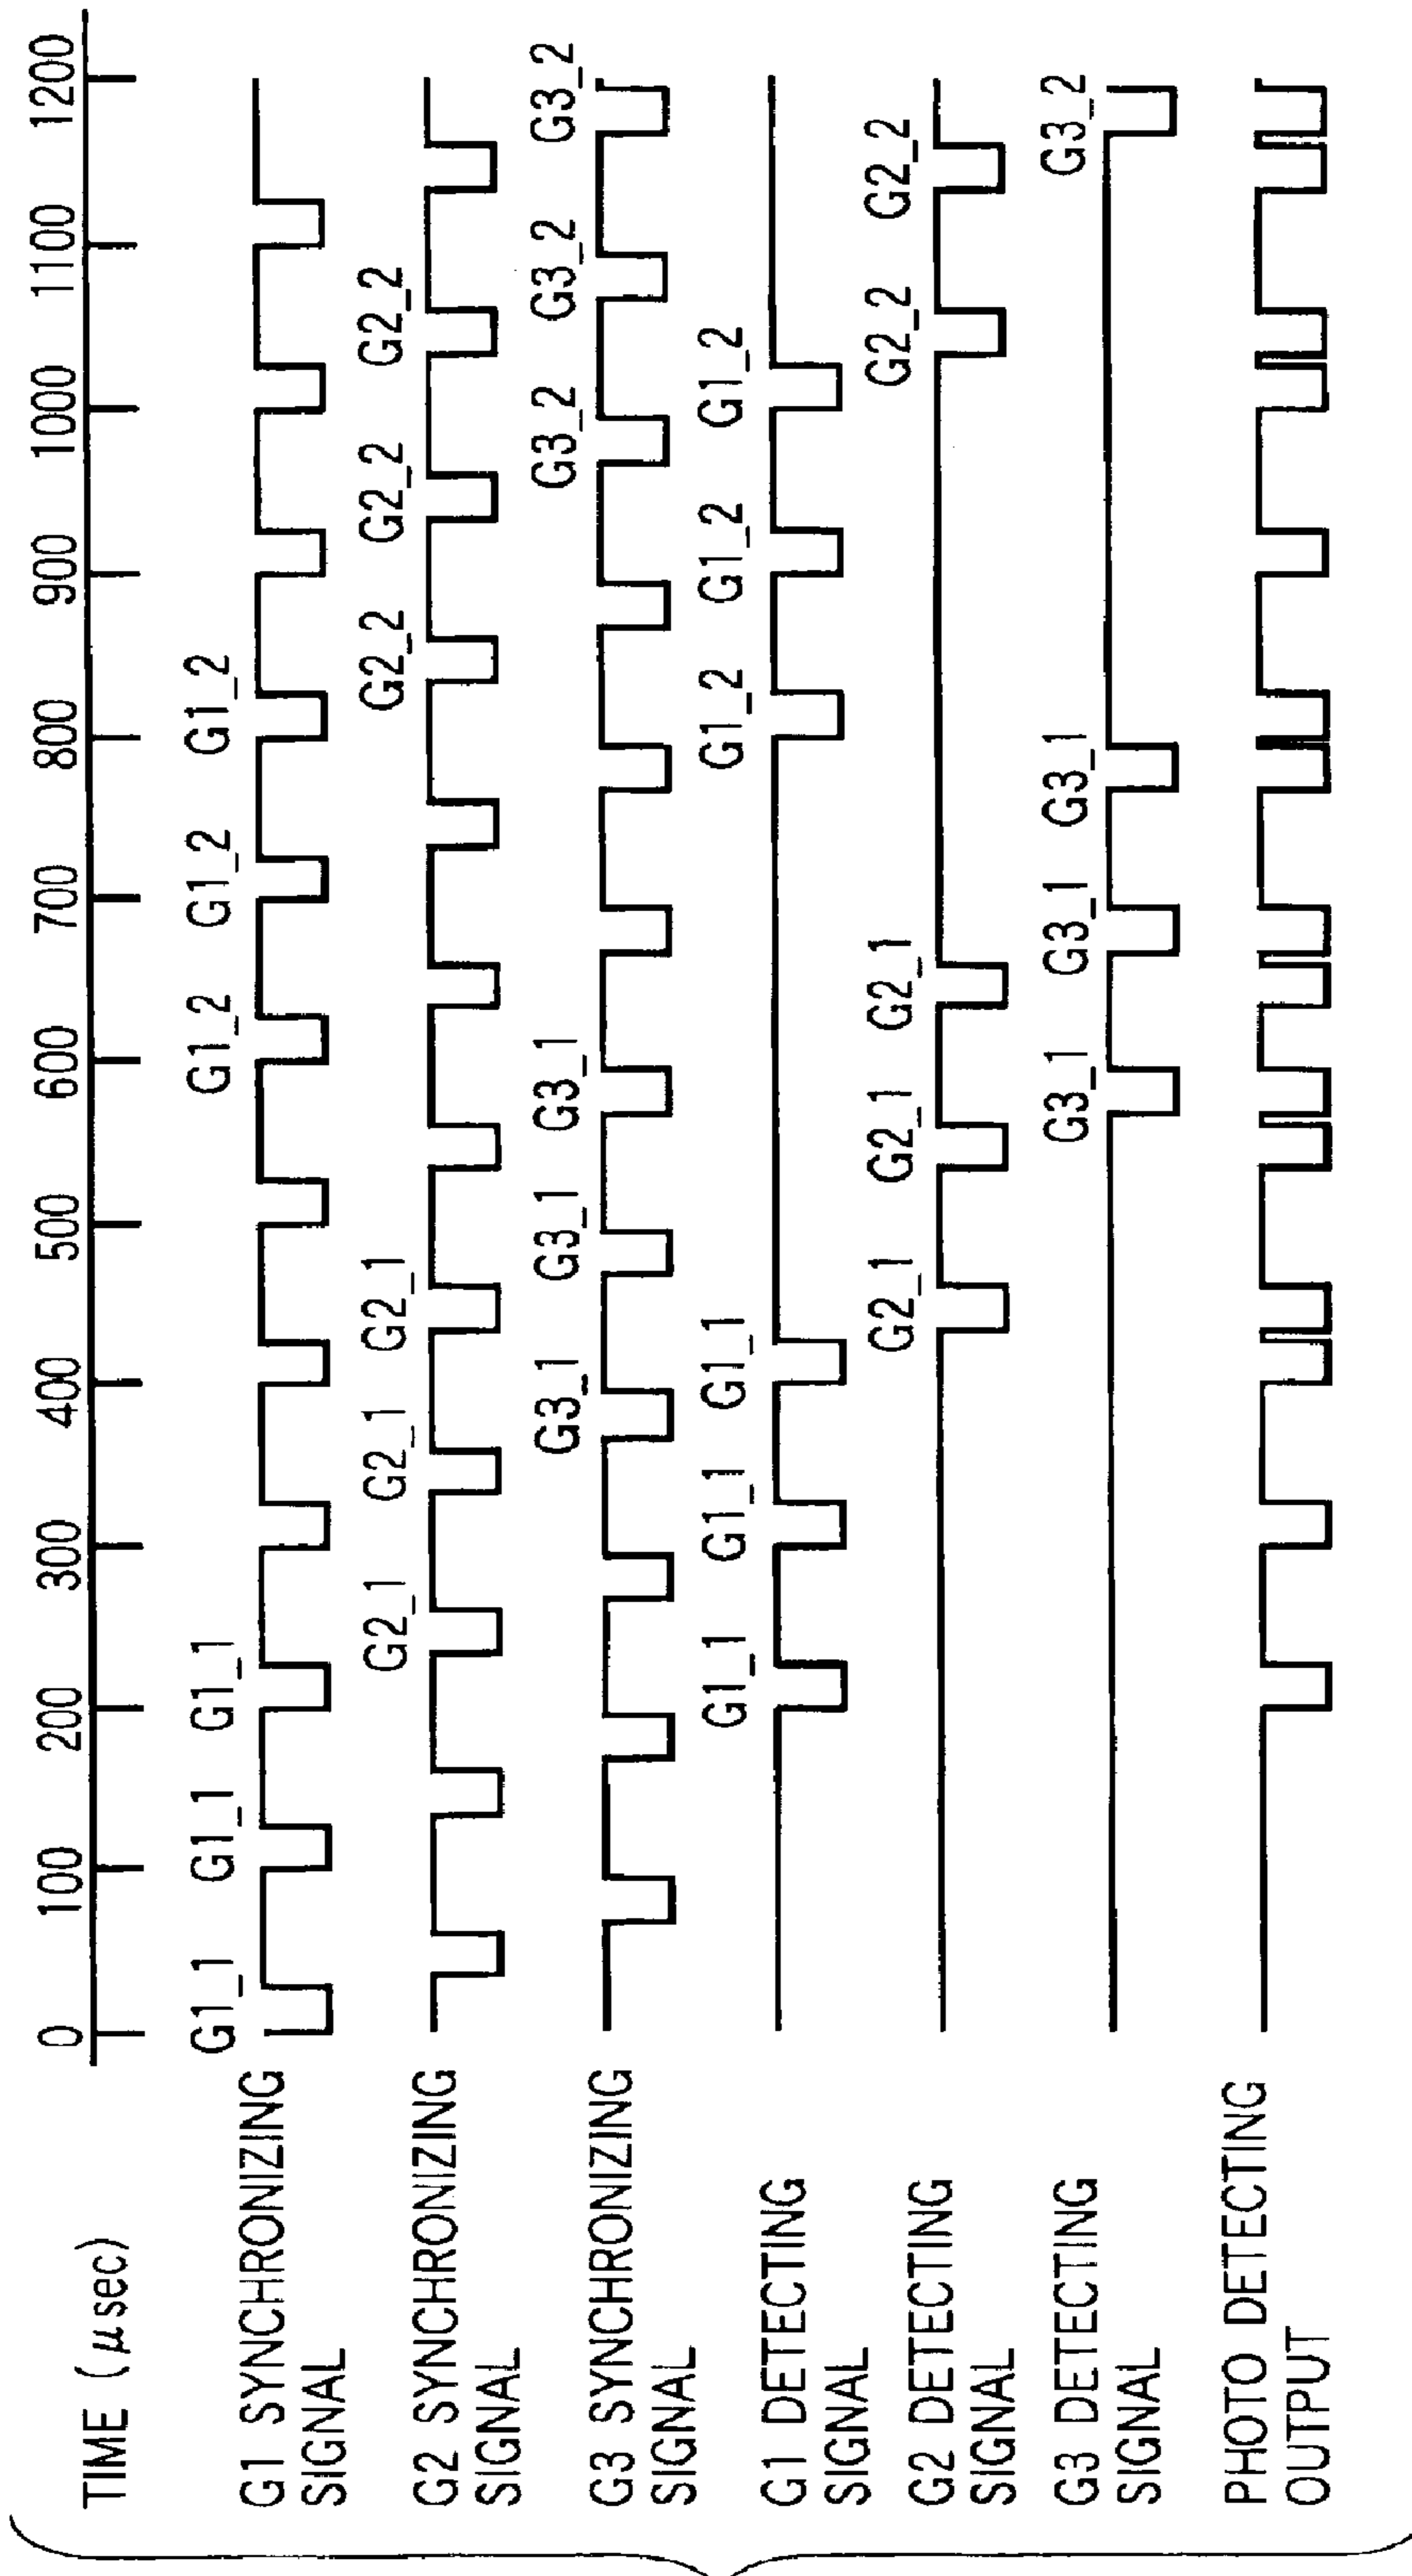 TIME (μsec)
0 100 200 300 400 500 600 700 800 900 1000 1100 1200
G1 SYNCHRONIZING
SIGNAL
G1_1 G1_1 G1_1 G1_2 G1_2 G1_2
G2 SYNCHRONIZING
SIGNAL
G2_1 G2_1 G2_1 G2_2 G2_2 G2_2
G3 SYNCHRONIZING
SIGNAL
G3_1 G3_1 G3_1 G3_2 G3_2 G3_2
G1 DETECTING
SIGNAL
G1_1 G1_1 G1_1 G1_2 G1_2 G1_2
G2 DETECTING
SIGNAL
G2_1 G2_1 G2_1 G2_2 G2_2
G3 DETECTING
SIGNAL
G3_1 G3_1 G3_1 G3_2
PHOTO DETECTING
OUTPUT